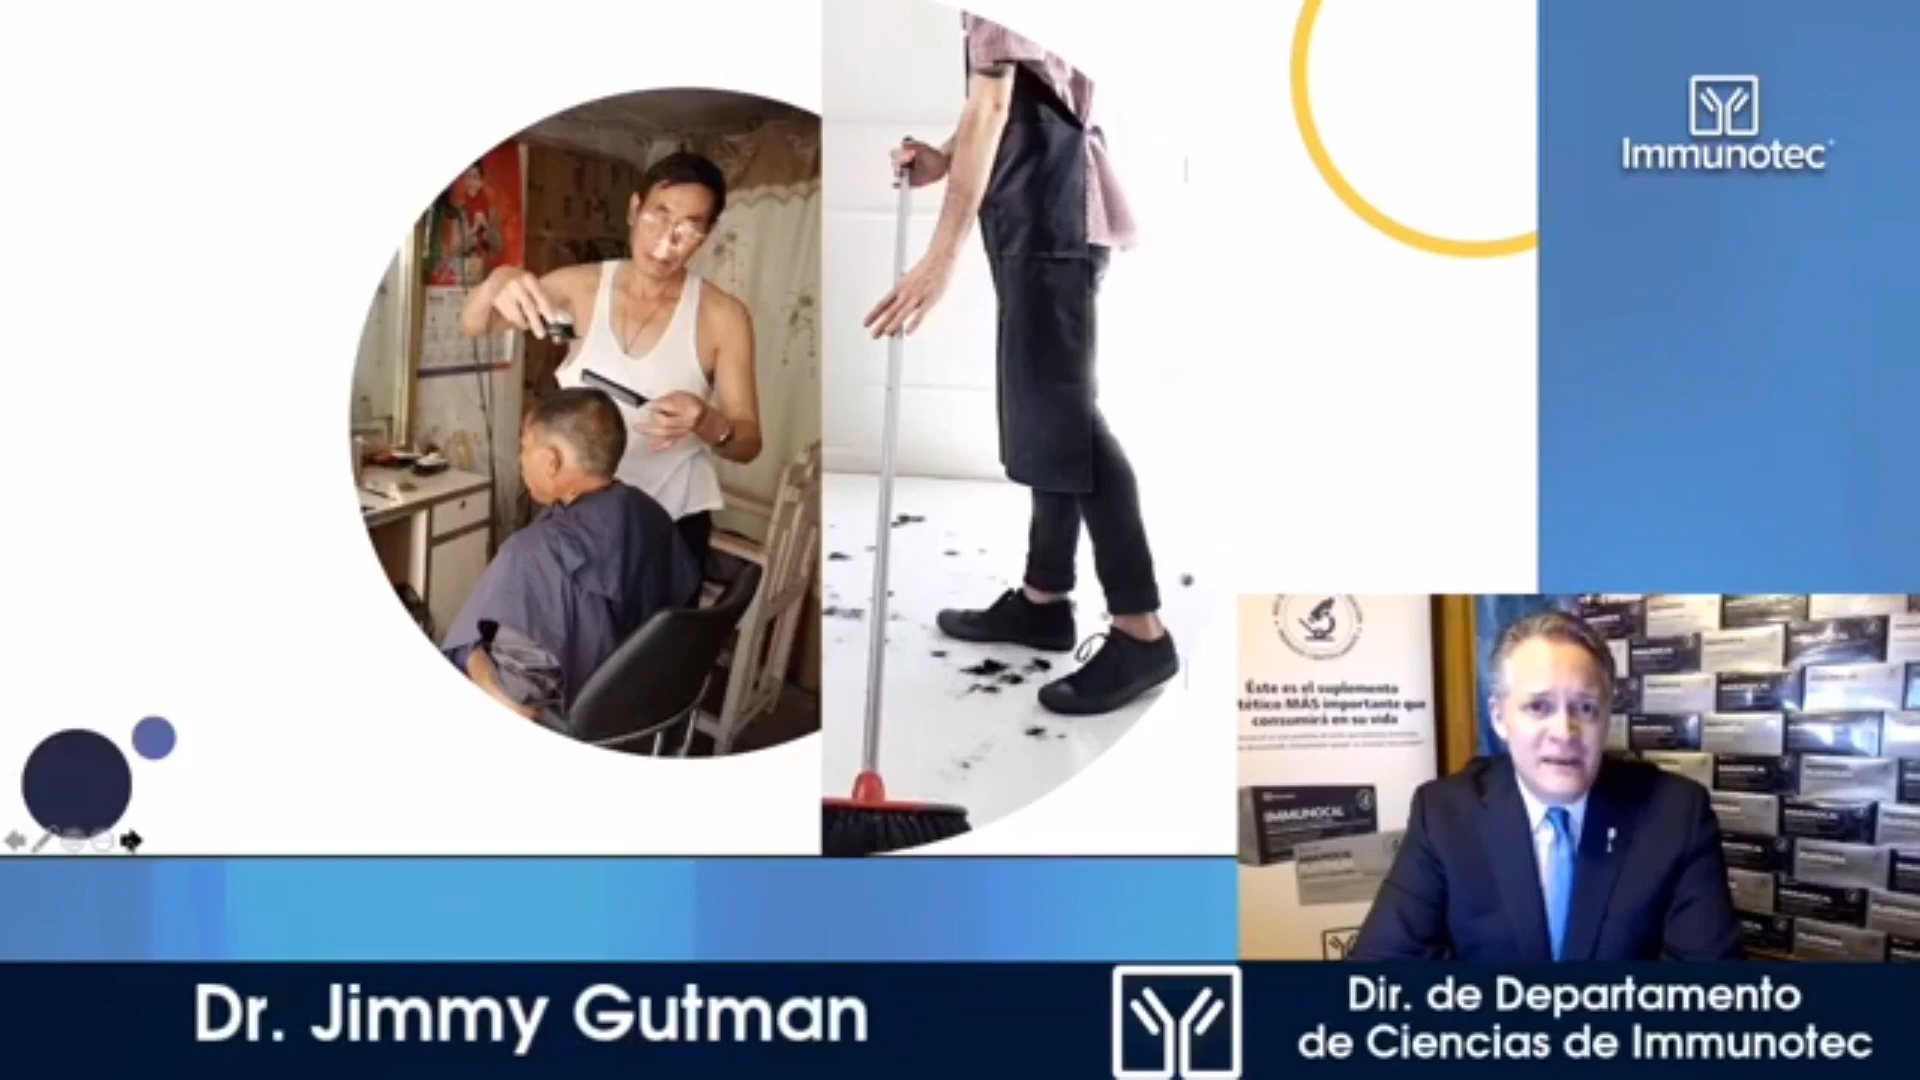 Immunotec
Éste es el suplemento
tético MÁS importante que
consumirá en su vida
IMMUNOCAL
Dr. Jimmy Gutman
Dir. de Departamento
de Ciencias de Immunotec